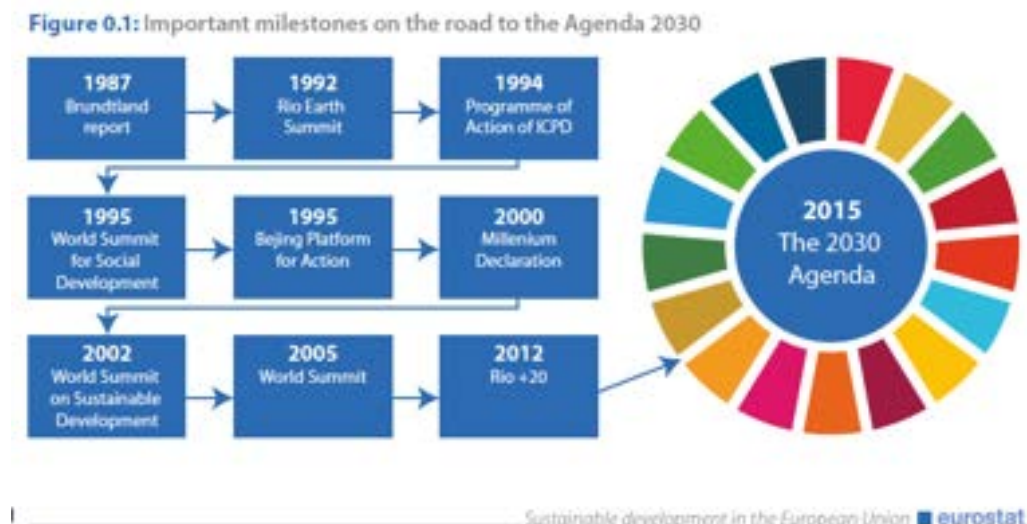 Figure 0.1: Important milestones on the road to the Agenda 2030
1987
Brundtland
report
1992
Rio Earth
Summit
1994
Programme of
Action of ICPD
1995
World Summit
for Social
Development
1995
Bejing Platform
for Action
2000
Millenium
Declaration
2002
World Summit
on Sustainable
Development
2005
World Summit
2012
Rio +20
2015
The 2030
Agenda
Sustainable development in the European Union eurostat